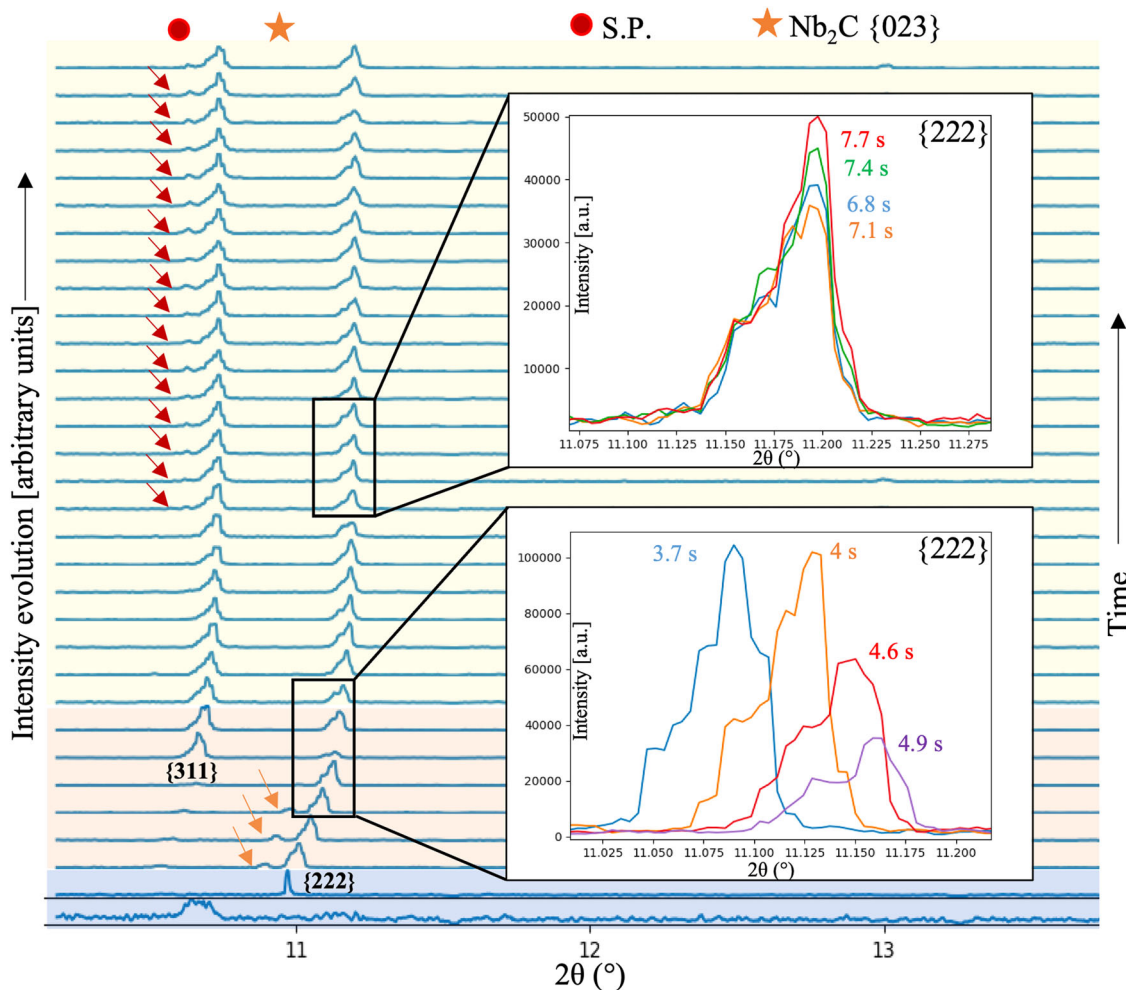 S.P.
Nb₂C {023}
Intensity evolution [arbitrary units]
Time
{222}
7.7 s
7.4 s
6.8 s
7.1 s
Intensity [a.u.]
50000
40000
30000
20000
10000
11.075 11.100 11.125 11.150 11.175 11.200 11.225 11.250 11.275
2θ (°)
{222}
3.7 s
4 s
4.6 s
4.9 s
Intensity [a.u.]
100000
80000
60000
40000
20000
0
11.025 11.050 11.075 11.100 11.125 11.150 11.175 11.200
2θ (°)
{311}
{222}
11 12 13
2θ (°)